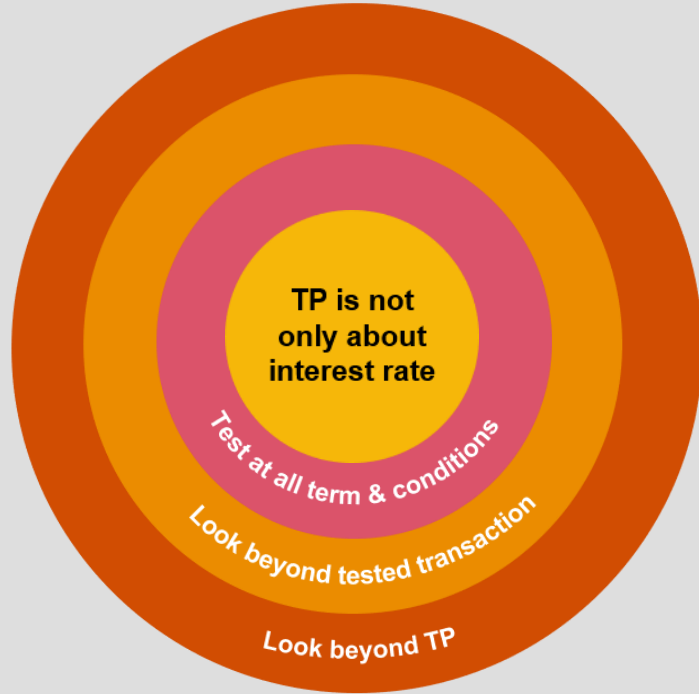 TP is not
only about
interest rate
Test at all term & conditions
Look beyond tested transaction
Look beyond TP